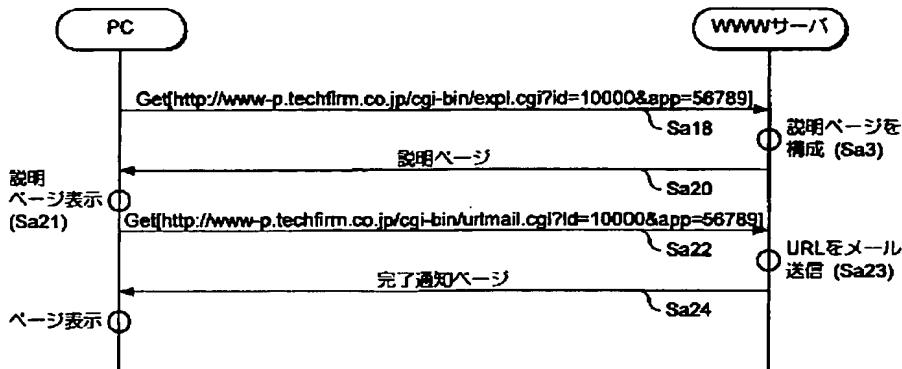 PC
WWWサーバ
Get[http://www-p.techfirm.co.jp/cgi-bin/expl.cgi?id=10000&app=56789]
Sa18
説明ページを
構成 (Sa3)
説明ページ
Sa20
説明
ページ表示
(Sa21)
Get[http://www-p.techfirm.co.jp/cgi-bin/urlmail.cgi?id=10000&app=56789]
Sa22
URLをメール
送信 (Sa23)
完了通知ページ
Sa24
ページ表示